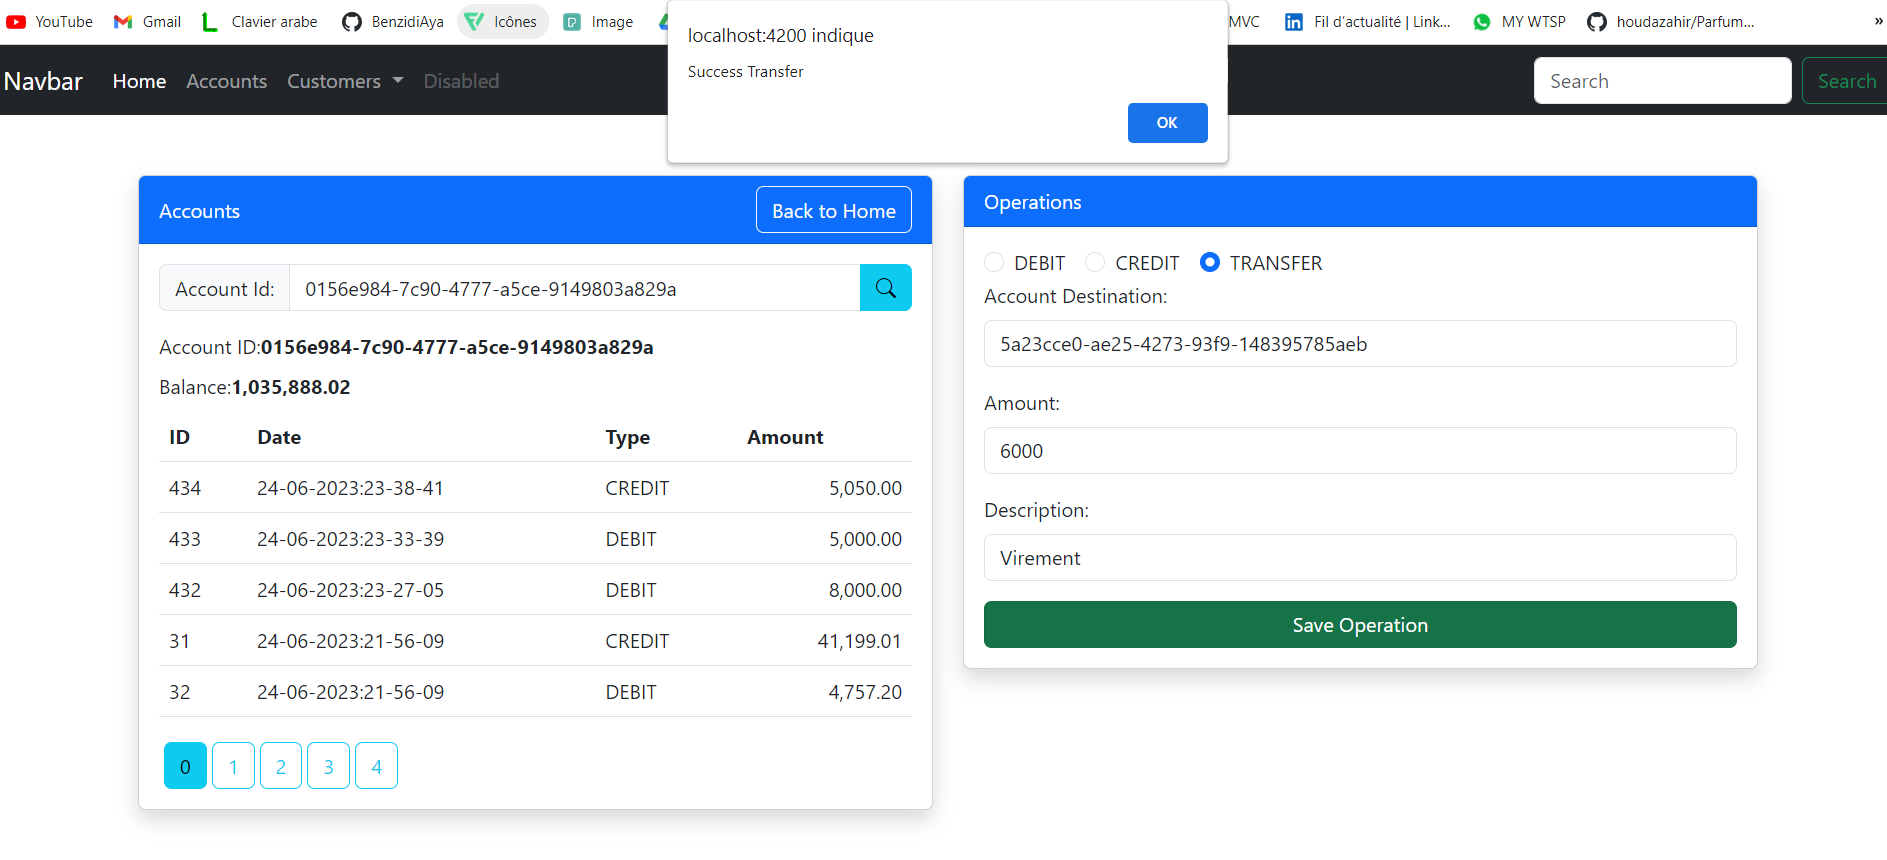 YouTube Gmail Clavier arabe BenzidiAya Icônes Image MVC Fil d'actualité | Link... MY WTSP houdazahir/Parfum... »
localhost:4200 indique
Success Transfer
OK
Navbar Home Accounts Customers Disabled Search Search
Accounts Back to Home
Account Id: 0156e984-7c90-4777-a5ce-9149803a829a
Account ID:0156e984-7c90-4777-a5ce-9149803a829a
Balance:1,035,888.02
ID Date Type Amount
434 24-06-2023:23-38-41 CREDIT 5,050.00
433 24-06-2023:23-33-39 DEBIT 5,000.00
432 24-06-2023:23-27-05 DEBIT 8,000.00
31 24-06-2023:21-56-09 CREDIT 41,199.01
32 24-06-2023:21-56-09 DEBIT 4,757.20
0 1 2 3 4
Operations
DEBIT CREDIT TRANSFER
Account Destination:
5a23cce0-ae25-4273-93f9-148395785aeb
Amount:
6000
Description:
Virement
Save Operation